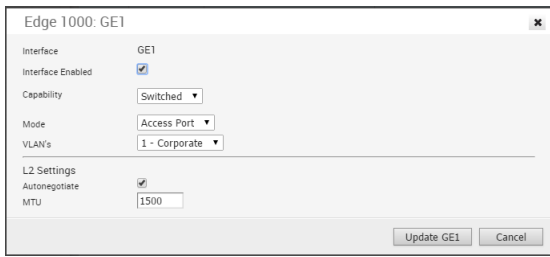 Edge 1000: GE1
Interface GE1
Interface Enabled
Capability Switched
Mode Access Port
VLAN's 1 - Corporate
L2 Settings
Autonegotiate
MTU 1500
Update GE1 Cancel